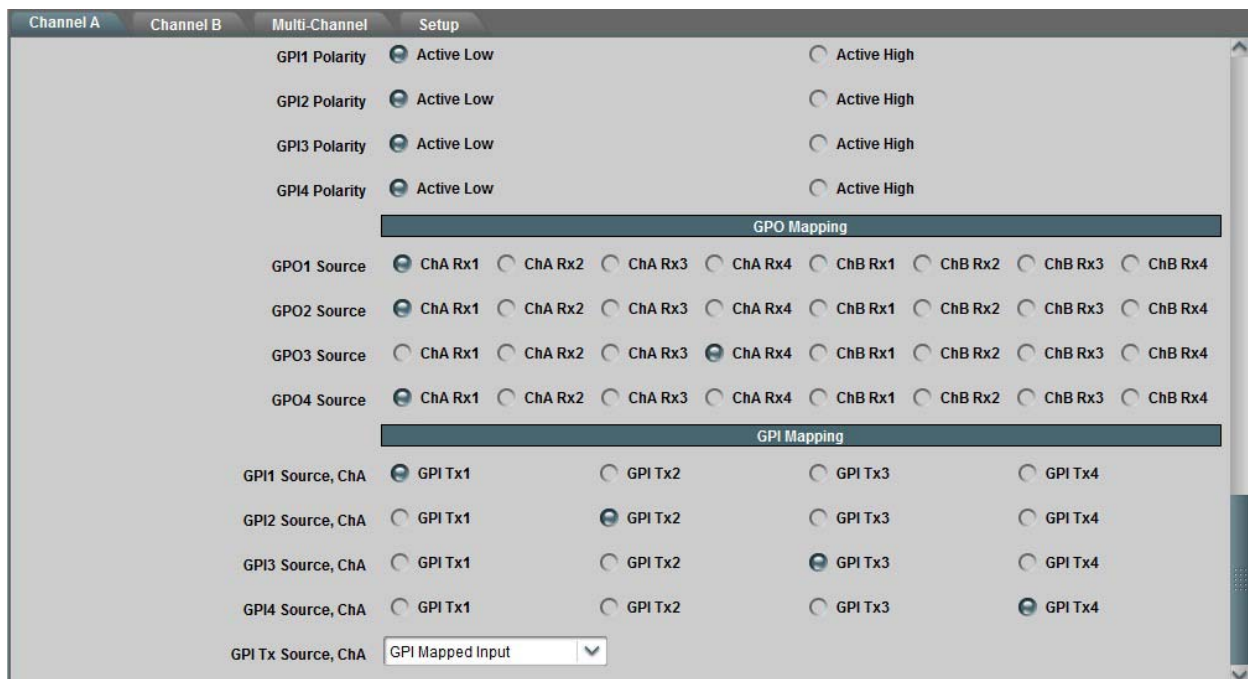 Channel A Channel B Multi-Channel Setup
GPI1 Polarity Active Low Active High
GPI2 Polarity Active Low Active High
GPI3 Polarity Active Low Active High
GPI4 Polarity Active Low Active High
GPO Mapping
GPO1 Source ChA Rx1 ChA Rx2 ChA Rx3 ChA Rx4 ChB Rx1 ChB Rx2 ChB Rx3 ChB Rx4
GPO2 Source ChA Rx1 ChA Rx2 ChA Rx3 ChA Rx4 ChB Rx1 ChB Rx2 ChB Rx3 ChB Rx4
GPO3 Source ChA Rx1 ChA Rx2 ChA Rx3 ChA Rx4 ChB Rx1 ChB Rx2 ChB Rx3 ChB Rx4
GPO4 Source ChA Rx1 ChA Rx2 ChA Rx3 ChA Rx4 ChB Rx1 ChB Rx2 ChB Rx3 ChB Rx4
GPI Mapping
GPI1 Source, ChA GPI Tx1 GPI Tx2 GPI Tx3 GPI Tx4
GPI2 Source, ChA GPI Tx1 GPI Tx2 GPI Tx3 GPI Tx4
GPI3 Source, ChA GPI Tx1 GPI Tx2 GPI Tx3 GPI Tx4
GPI4 Source, ChA GPI Tx1 GPI Tx2 GPI Tx3 GPI Tx4
GPI Tx Source, ChA GPI Mapped Input